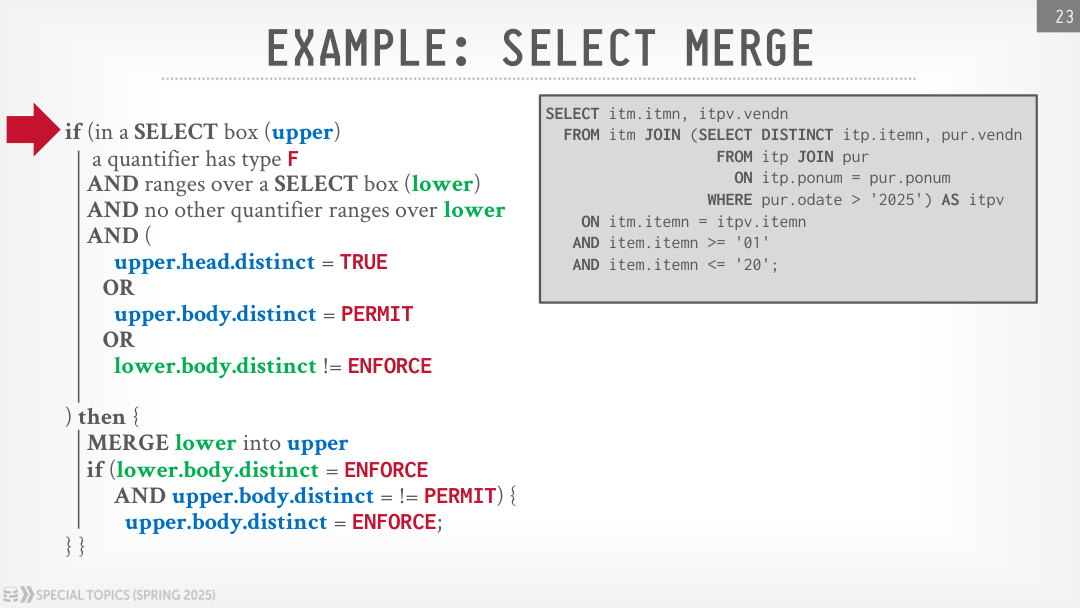 23
EXAMPLE: SELECT MERGE
if (in a SELECT box (upper)
a quantifier has type F
AND ranges over a SELECT box (lower)
AND no other quantifier ranges over lower
AND (
upper.head.distinct = TRUE
OR
upper.body.distinct = PERMIT
OR
lower.body.distinct != ENFORCE
) then {
MERGE lower into upper
if (lower.body.distinct = ENFORCE
AND upper.body.distinct = != PERMIT) {
upper.body.distinct = ENFORCE;
} }
SELECT itm.itmn, itpv.vendn
FROM itm JOIN (SELECT DISTINCT itp.itemn, pur.vendn
FROM itp JOIN pur
ON itp.ponum = pur.ponum
WHERE pur.odate > '2025') AS itpv
ON itm.itemn = itpv.itemn
AND item.itemn >= '01'
AND item.itemn <= '20';
SPECIAL TOPICS (SPRING 2025)